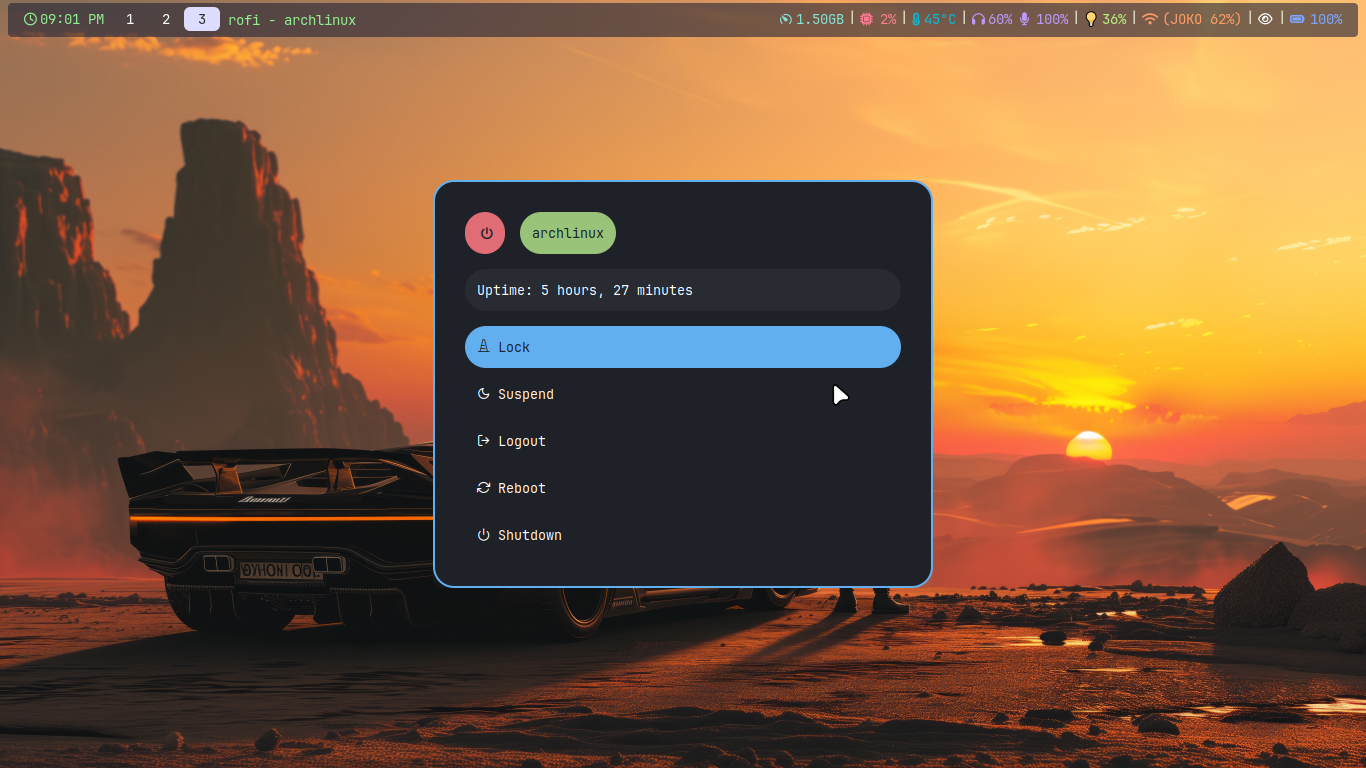 09:01 PM 1 2 3 rofi - archlinux 1.50GB | 2% | 45°C | 60% 100% | 36% | (JOKO 62%) | | 100%
archlinux
Uptime: 5 hours, 27 minutes
Lock
Suspend
Logout
Reboot
Shutdown